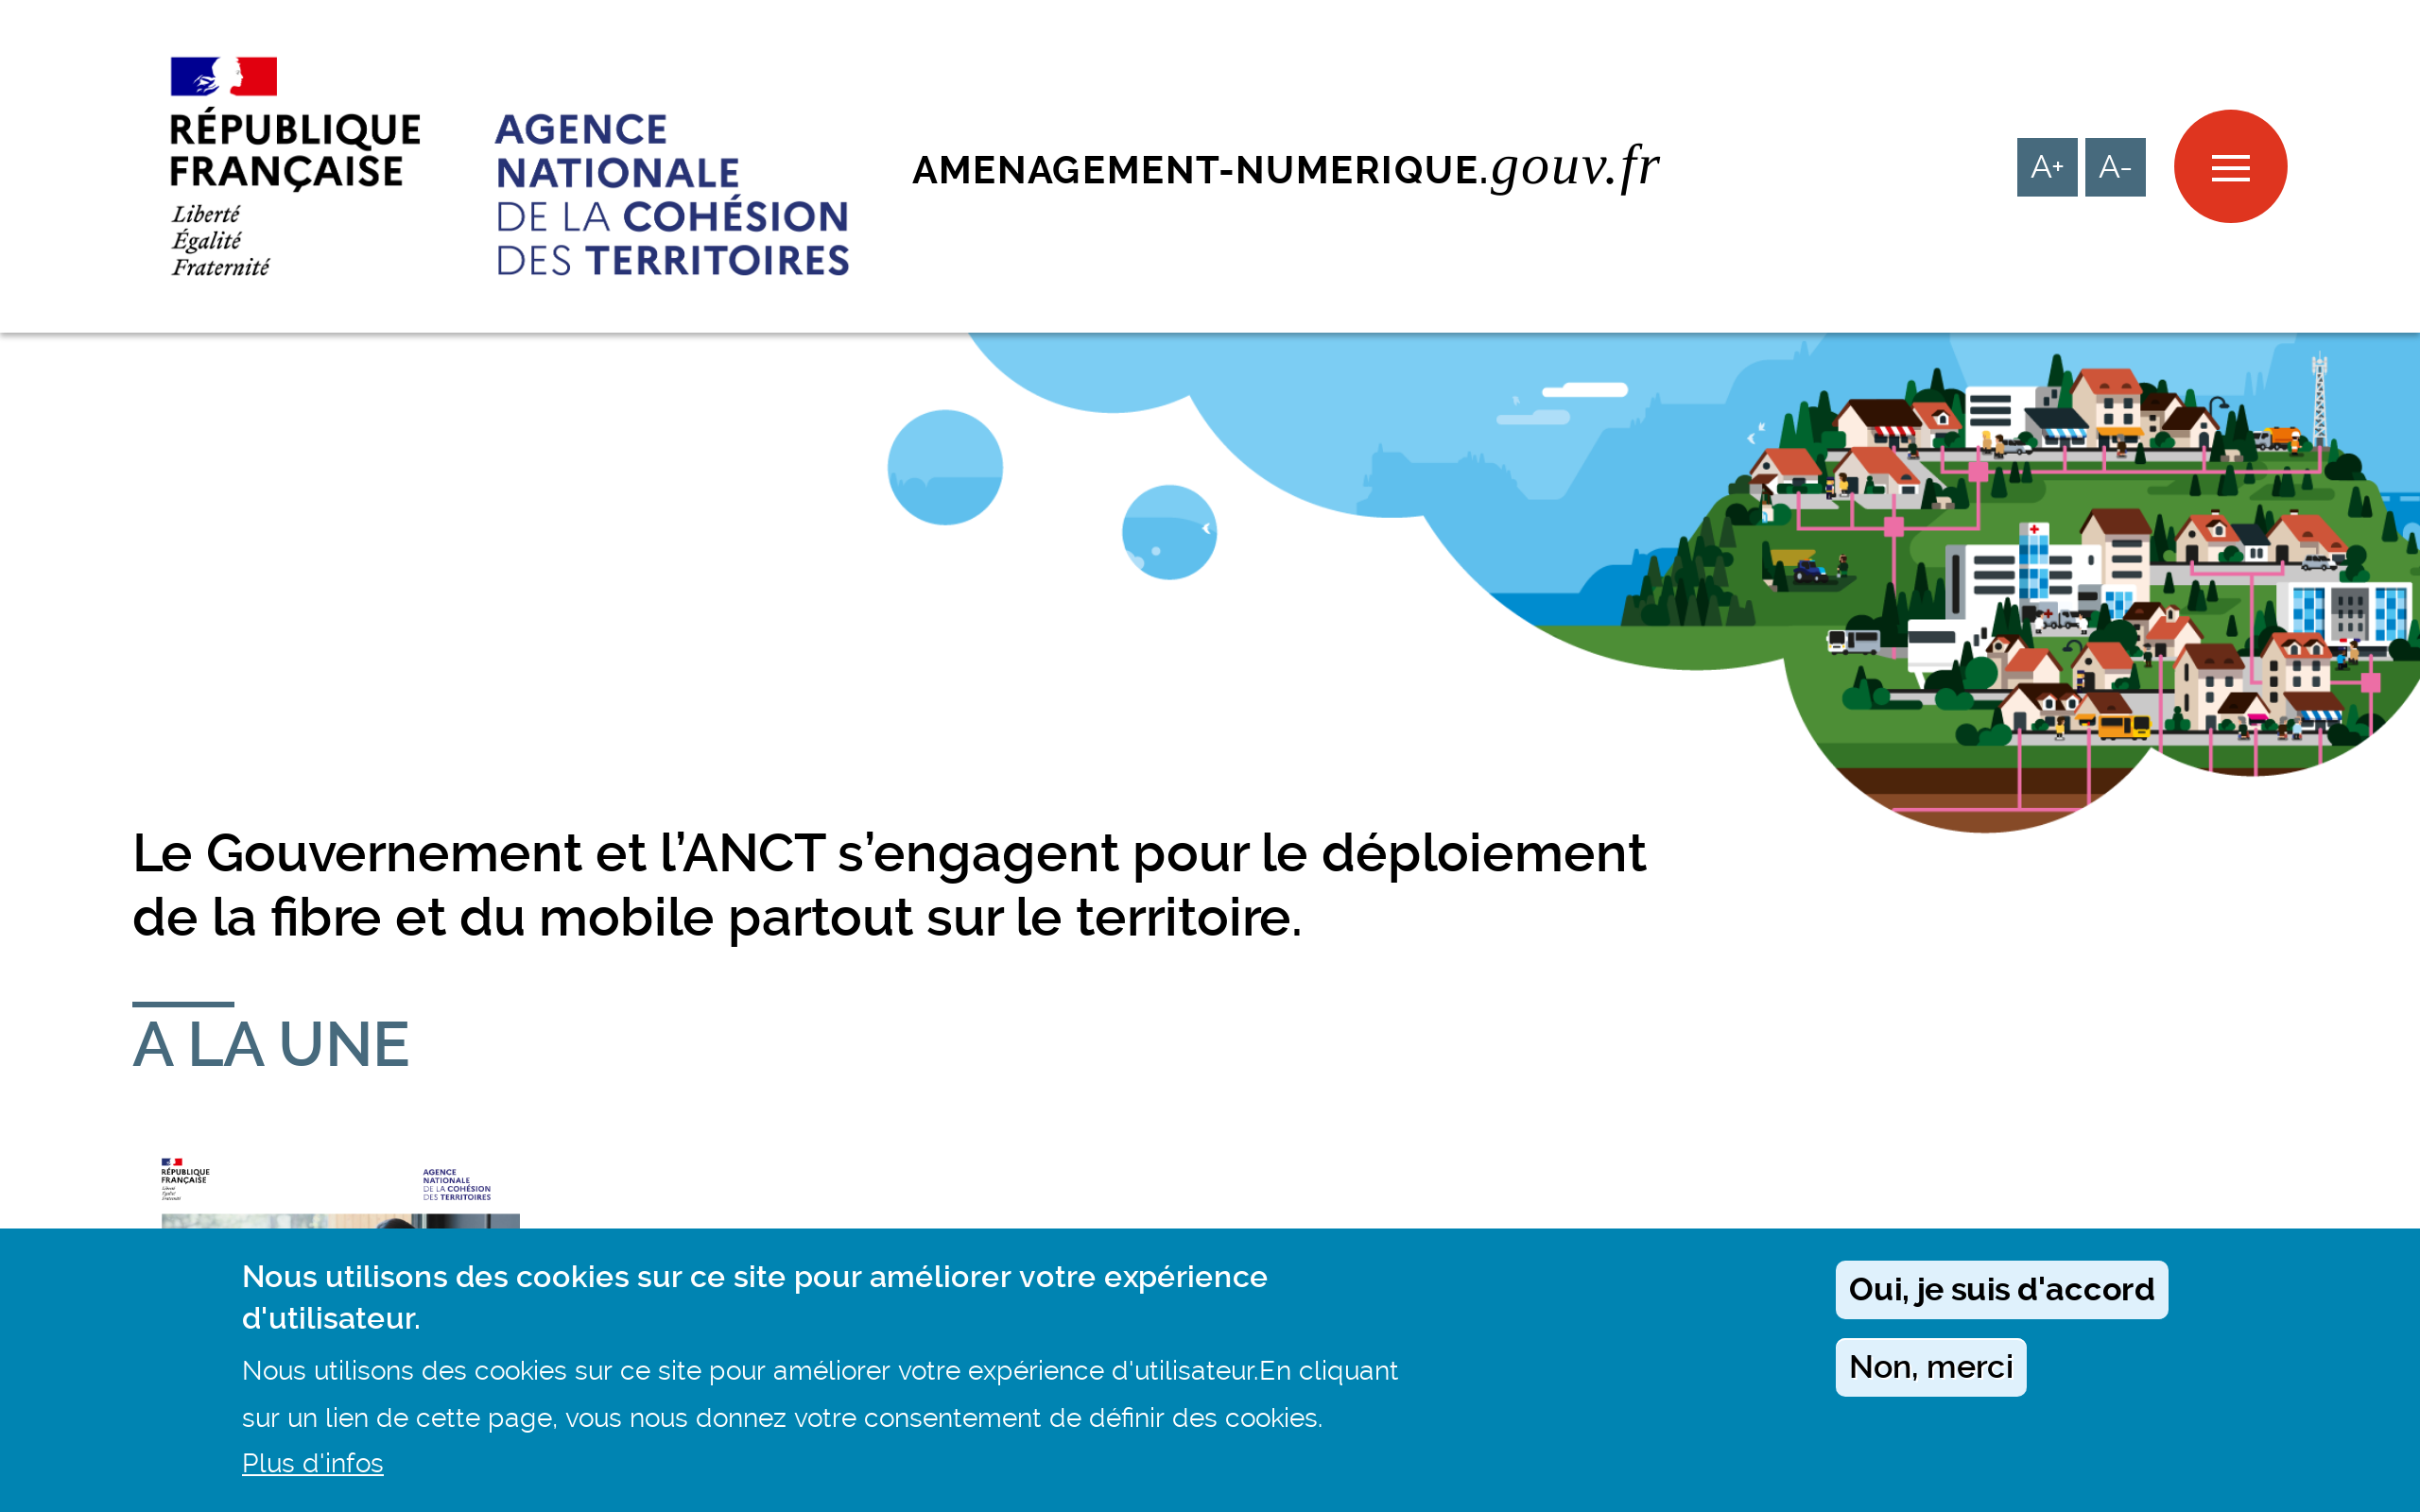 RÉPUBLIQUE
FRANÇAISE
Liberté
Égalité
Fraternité
AGENCE
NATIONALE
DE LA COHÉSION
DES TERRITOIRES
AMENAGEMENT-NUMERIQUE.gouv.fr
A+ A-
Le Gouvernement et l’ANCT s’engagent pour le déploiement
de la fibre et du mobile partout sur le territoire.
A LA UNE
RÉPUBLIQUE
FRANÇAISE
Liberté
Égalité
Fraternité
AGENCE
NATIONALE
DE LA COHÉSION
DES TERRITOIRES
Nous utilisons des cookies sur ce site pour améliorer votre expérience
d'utilisateur.
Nous utilisons des cookies sur ce site pour améliorer votre expérience d'utilisateur.En cliquant
sur un lien de cette page, vous nous donnez votre consentement de définir des cookies.
Plus d'infos
Oui, je suis d'accord
Non, merci